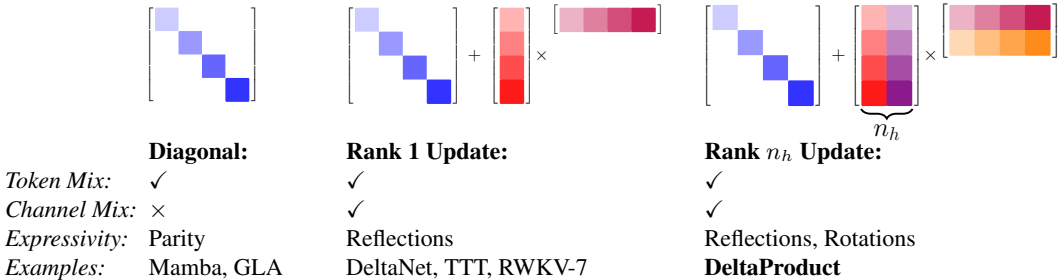 + × + ×
n_h
Diagonal: Rank 1 Update: Rank n_h Update:
Token Mix: ✓ ✓ ✓
Channel Mix: × ✓ ✓
Expressivity: Parity Reflections Reflections, Rotations
Examples: Mamba, GLA DeltaNet, TTT, RWKV-7 DeltaProduct